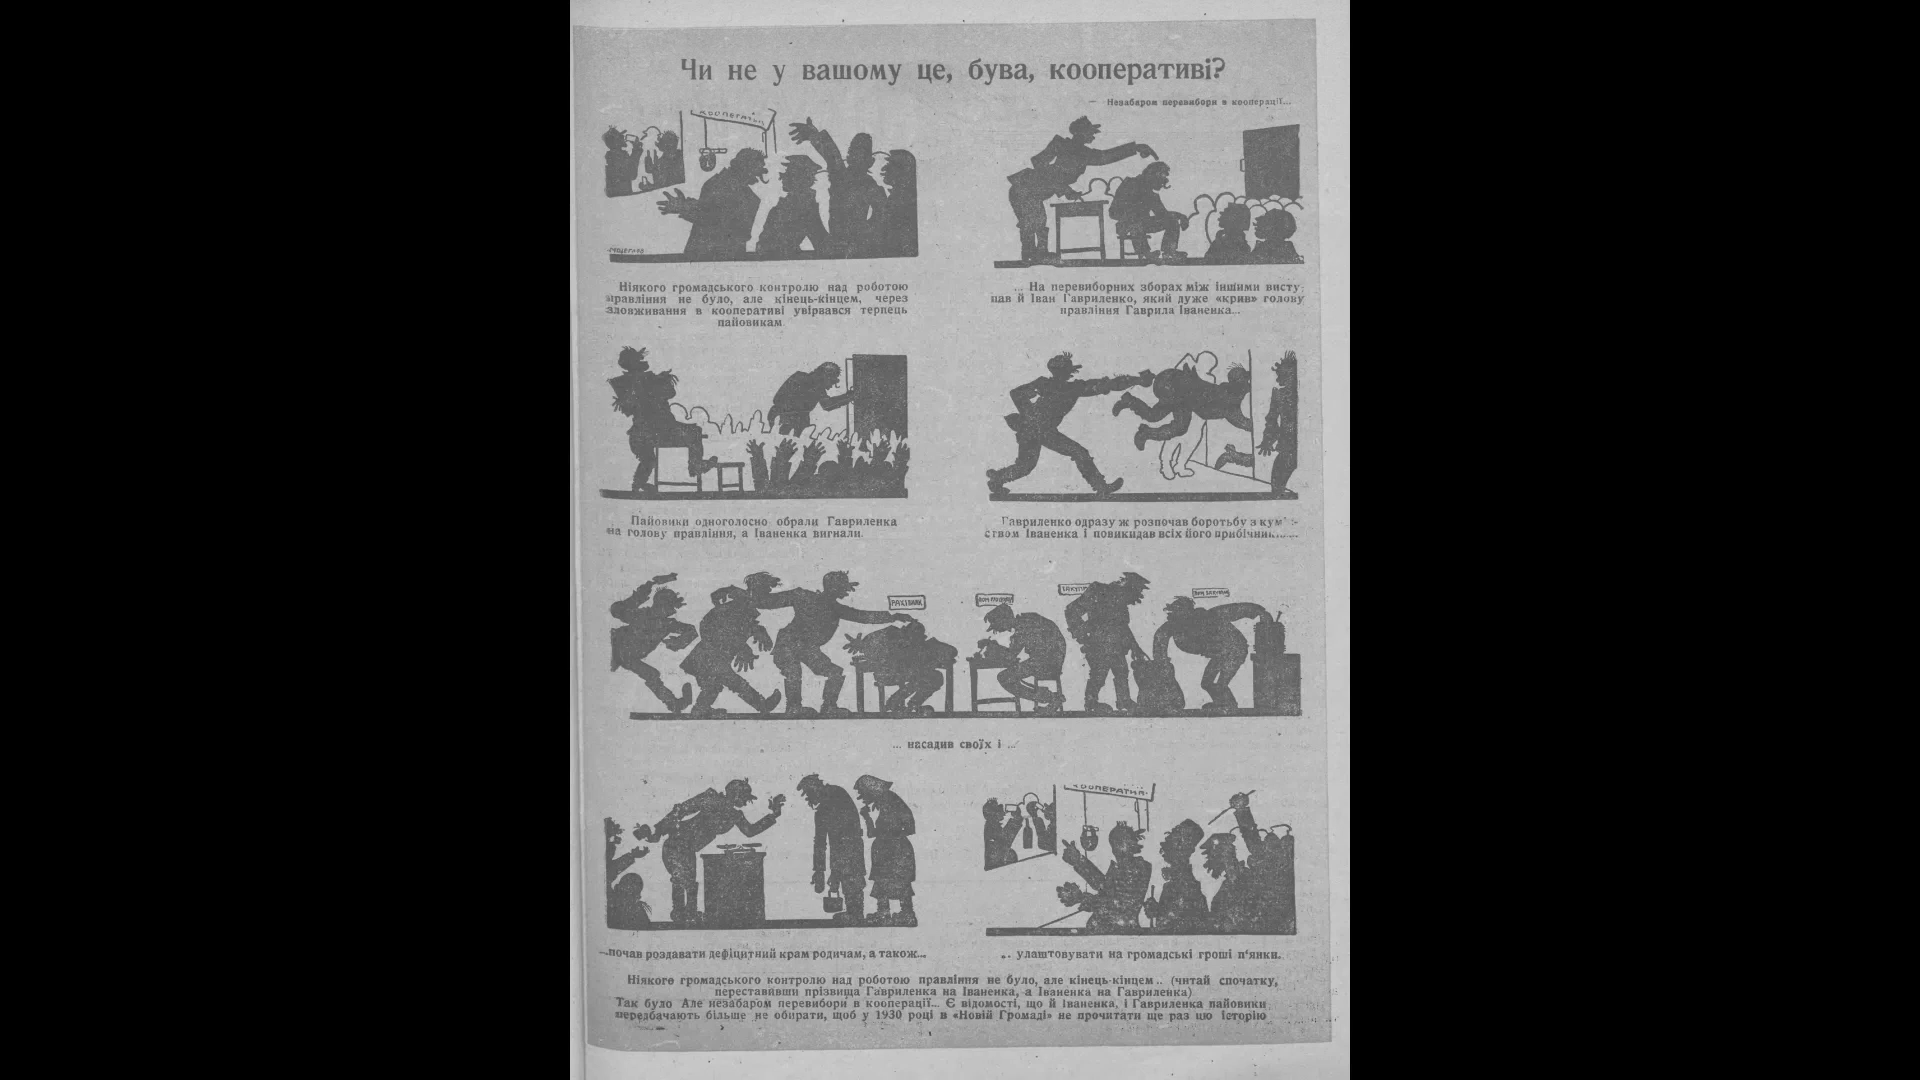 Чи не у вашому це, бува, кооперативі?
— Незабаром перевибори в кооперації...
КООПЕРАТИВ
Ніякого громадського контролю над роботою
правління не було, але кінець-кінцем, через
зловживання в кооперативі увірвався терпець
пайовикам
... На перевиборних зборах між іншими висту-
пав й Іван Гавриленко, який дуже «крив» голову
правління Гаврила Іваненка...
Пайовики одноголосно обрали Гавриленка
на голову правління, а Іваненка вигнали.
Гавриленко одразу ж розпочав боротьбу з
ством Іваненка і повикидав всіх його
РАХІВНИК
... насадив своїх і ...
—почав роздавати дефіцитний крам родичам, а також...
КООПЕРАТИВ
... улаштовувати на громадські гроші п'янки.
Ніякого громадського контролю над роботою правління не було, але кінець-кінцем .. (читай спочатку,
переставивши прізвища Гавриленка на Іваненка, а Іваненка на Гавриленка)
Так було Але незабаром перевибори в кооперації... Є відомості, що й Іваненка, і Гавриленка пайовики
передбачають більше не обирати, щоб у 1930 році в «Новій Громаді» не прочитати ще раз цю історію